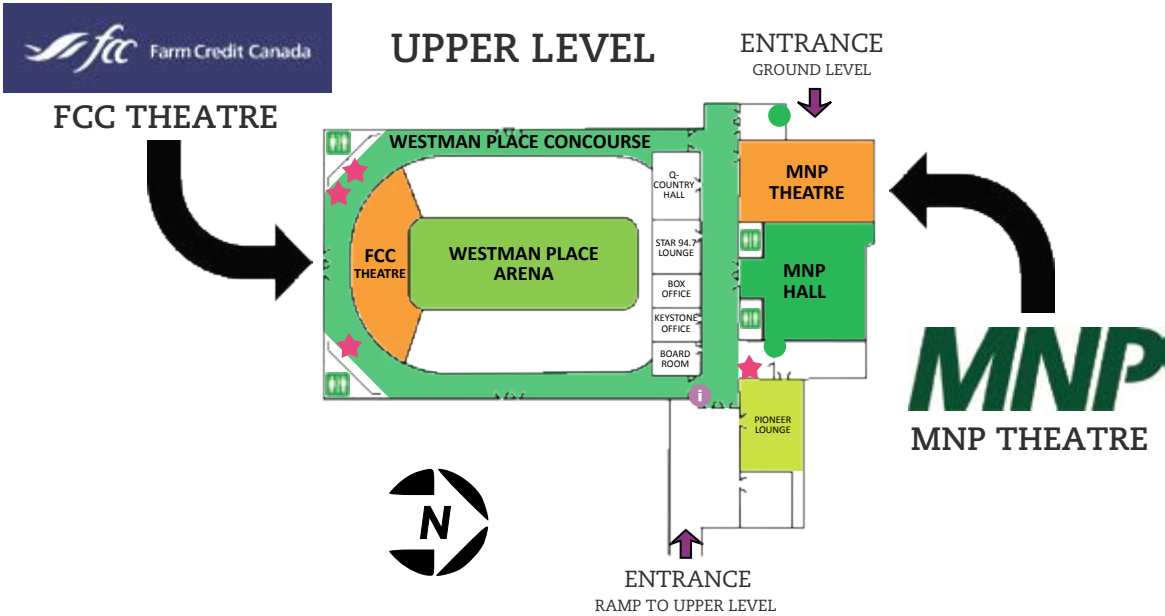 fcc Farm Credit Canada
FCC THEATRE
UPPER LEVEL
ENTRANCE
GROUND LEVEL
WESTMAN PLACE CONCOURSE
Q-
COUNTRY
HALL
MNP
THEATRE
STAR 94.7
LOUNGE
FCC
THEATRE
WESTMAN PLACE
ARENA
MNP
HALL
BOX
OFFICE
KEYSTONE
OFFICE
BOARD
ROOM
i
PIONEER
LOUNGE
MNP
MNP THEATRE
N
ENTRANCE
RAMP TO UPPER LEVEL